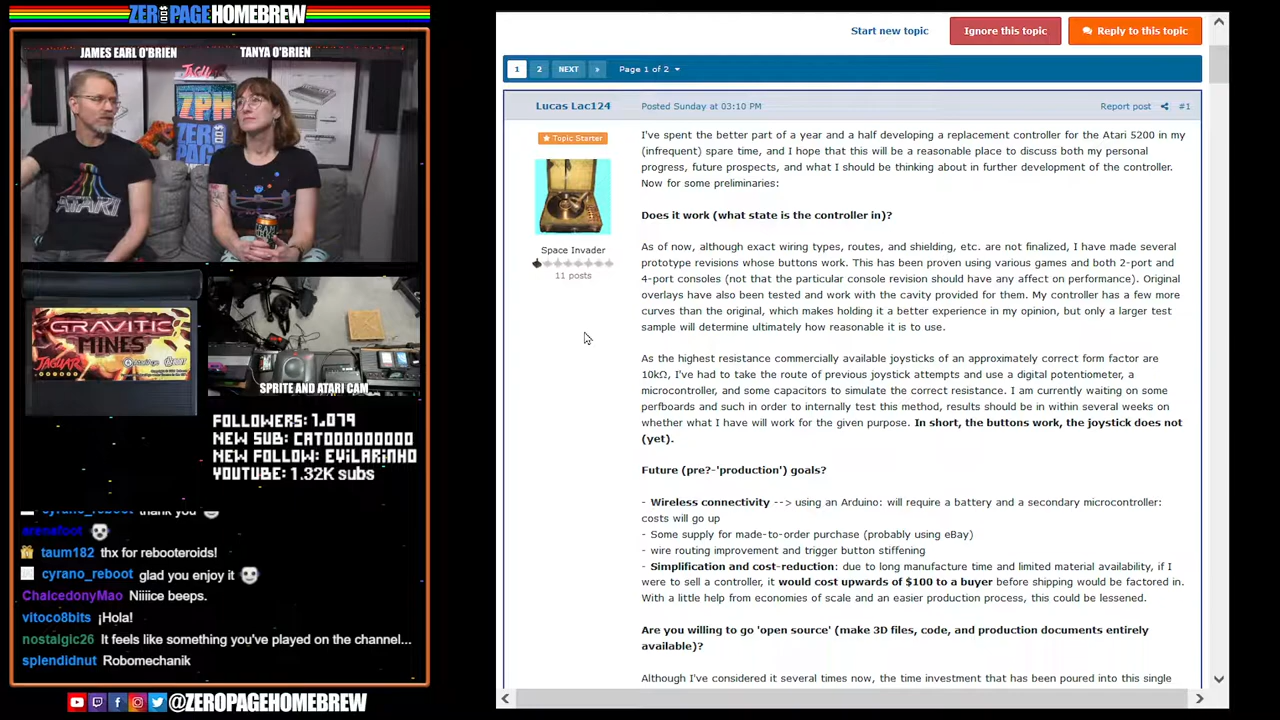 ZERO PAGE HOMEBREW
JAMES EARL O'BRIEN
TANYA O'BRIEN
JAGUAR
ZPH
ZERO
PAGE
ATARI
GRAVITIC
MINES
JAGUAR
SPRITE AND ATARI CAM
FOLLOWERS: 1,079
NEW SUB: CATOOOOOOOOO
NEW FOLLOW: EVILARINHO
YOUTUBE: 1.32K subs
cyrano_reboot thank you
arenafoot
taum182 thx for rebooteroids!
cyrano_reboot glad you enjoy it
ChalcedonyMao Niiiice beeps.
vitoco8bits ¡Hola!
nostalgic26 It feels like something you've played on the channel...
splendidnut Robomechanik
@ZEROPAGEHOMEBREW
Start new topic
Ignore this topic
Reply to this topic
1 2 NEXT » Page 1 of 2
Lucas Lac124
Posted Sunday at 03:10 PM
Report post
#1
Topic Starter
Space Invader
11 posts
I've spent the better part of a year and a half developing a replacement controller for the Atari 5200 in my
(infrequent) spare time, and I hope that this will be a reasonable place to discuss both my personal
progress, future prospects, and what I should be thinking about in further development of the controller.
Now for some preliminaries:
Does it work (what state is the controller in)?
As of now, although exact wiring types, routes, and shielding, etc. are not finalized, I have made several
prototype revisions whose buttons work. This has been proven using various games and both 2-port and
4-port consoles (not that the particular console revision should have any affect on performance). Original
overlays have also been tested and work with the cavity provided for them. My controller has a few more
curves than the original, which makes holding it a better experience in my opinion, but only a larger test
sample will determine ultimately how reasonable it is to use.
As the highest resistance commercially available joysticks of an approximately correct form factor are
10kΩ, I've had to take the route of previous joystick attempts and use a digital potentiometer, a
microcontroller, and some capacitors to simulate the correct resistance. I am currently waiting on some
perfboards and such in order to internally test this method, results should be in within several weeks on
whether what I have will work for the given purpose. In short, the buttons work, the joystick does not
(yet).
Future (pre?-'production') goals?
- Wireless connectivity --> using an Arduino: will require a battery and a secondary microcontroller:
costs will go up
- Some supply for made-to-order purchase (probably using eBay)
- wire routing improvement and trigger button stiffening
- Simplification and cost-reduction: due to long manufacture time and limited material availability, if I
were to sell a controller, it would cost upwards of $100 to a buyer before shipping would be factored in.
With a little help from economies of scale and an easier production process, this could be lessened.
Are you willing to go 'open source' (make 3D files, code, and production documents entirely
available)?
Although I've considered it several times now, the time investment that has been poured into this single